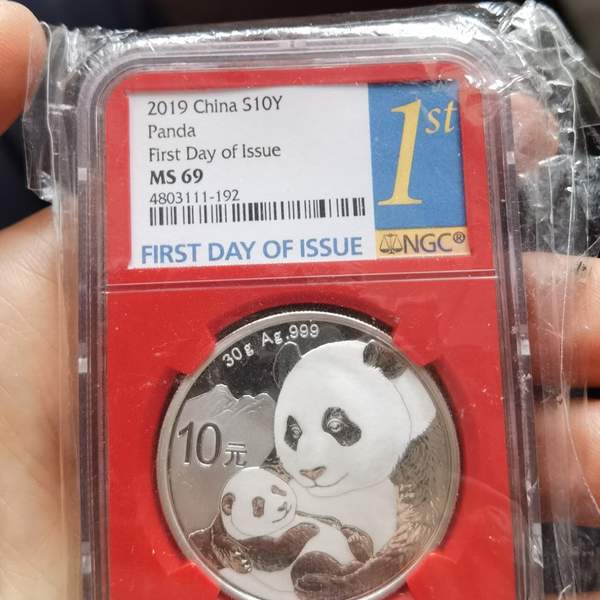 2019 China S10Y
Panda
First Day of Issue
MS 69
4803111-192
FIRST DAY OF ISSUE
1st
NGC®
30g Ag.999
10元